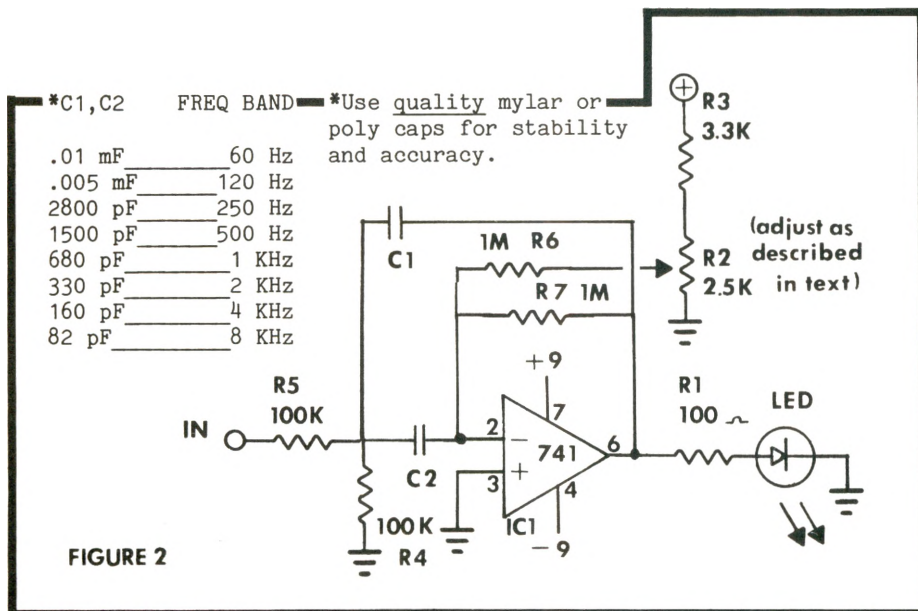 *C1,C2 FREQ BAND
.01 mF 60 Hz
.005 mF 120 Hz
2800 pF 250 Hz
1500 pF 500 Hz
680 pF 1 KHz
330 pF 2 KHz
160 pF 4 KHz
82 pF 8 KHz
*Use quality mylar or
poly caps for stability
and accuracy.
+
R3
3.3K
C1
1M R6
R7 1M
R2
2.5K
(adjust as
described
in text)
R5
100K
IN
C2
+9
7
2
-
741
6
3
+
4
IC1
-9
100K
R4
R1
100 Ω
LED
FIGURE 2